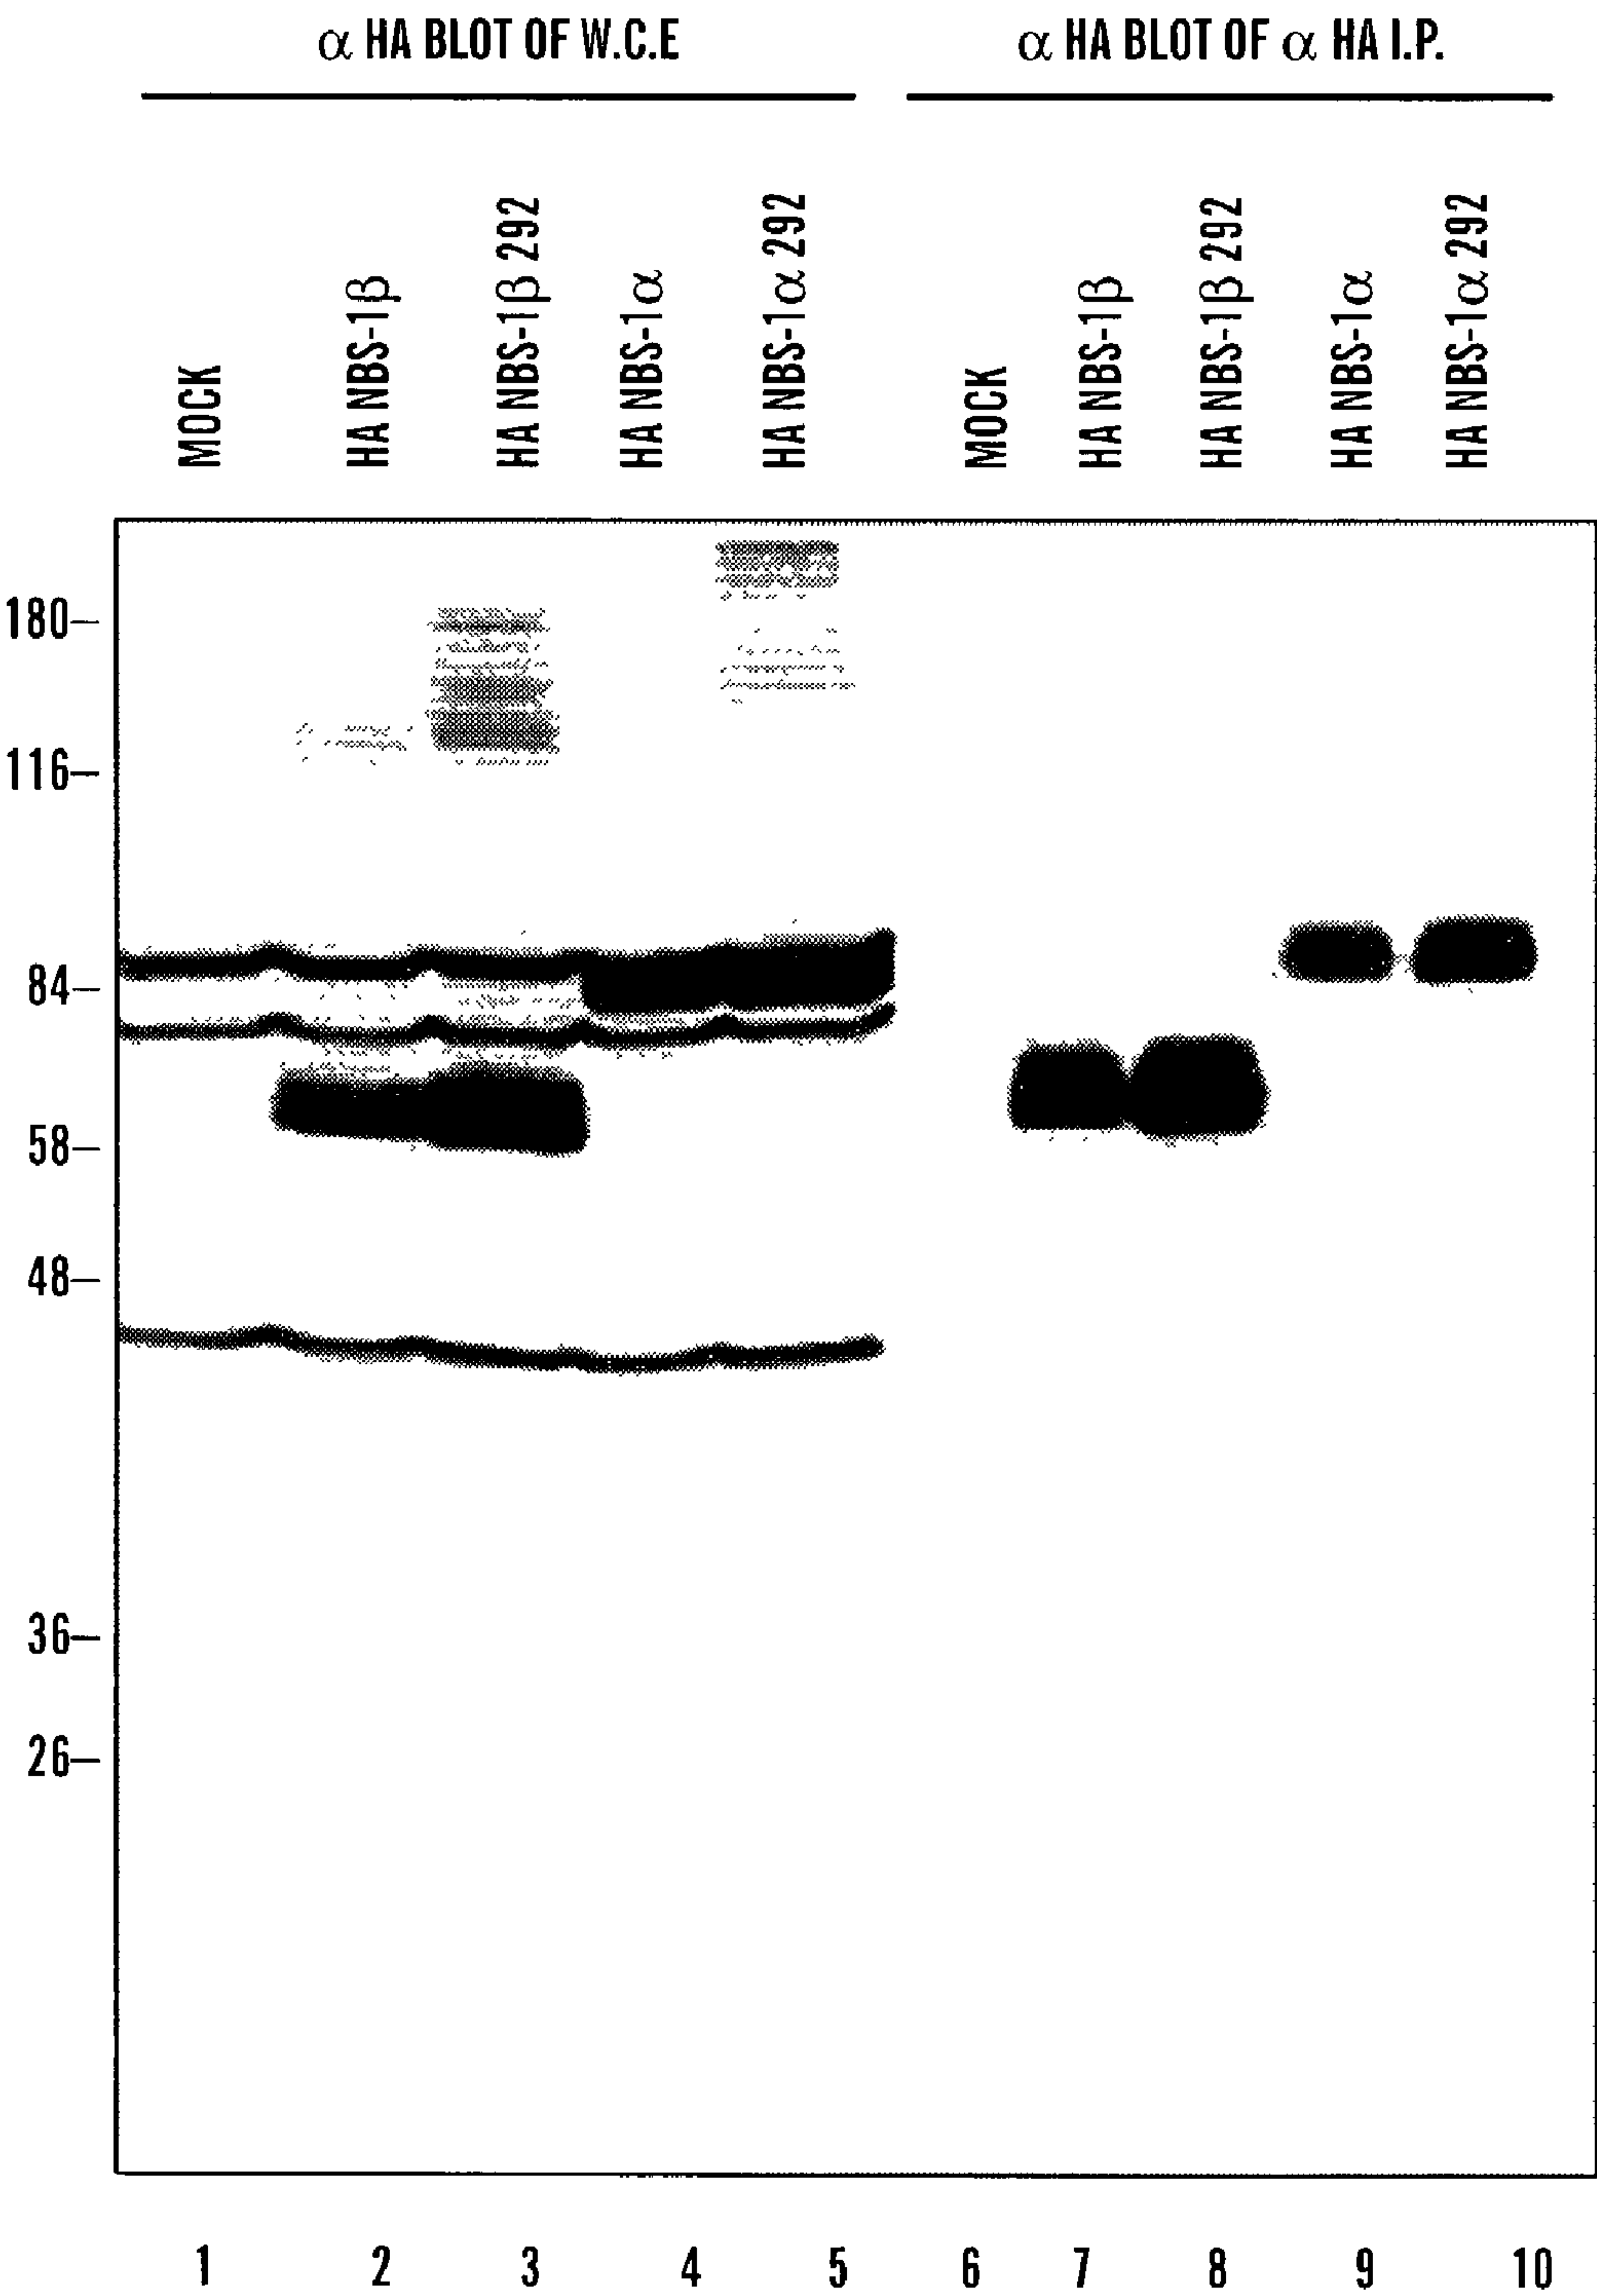 α HA BLOT OF W.C.E
α HA BLOT OF α HA I.P.
MOCK
HA NBS-1β
HA NBS-1β 292
HA NBS-1α
HA NBS-1α 292
MOCK
HA NBS-1β
HA NBS-1β 292
HA NBS-1α
HA NBS-1α 292
180–
116–
84–
58–
48–
36–
26–
1 2 3 4 5 6 7 8 9 10